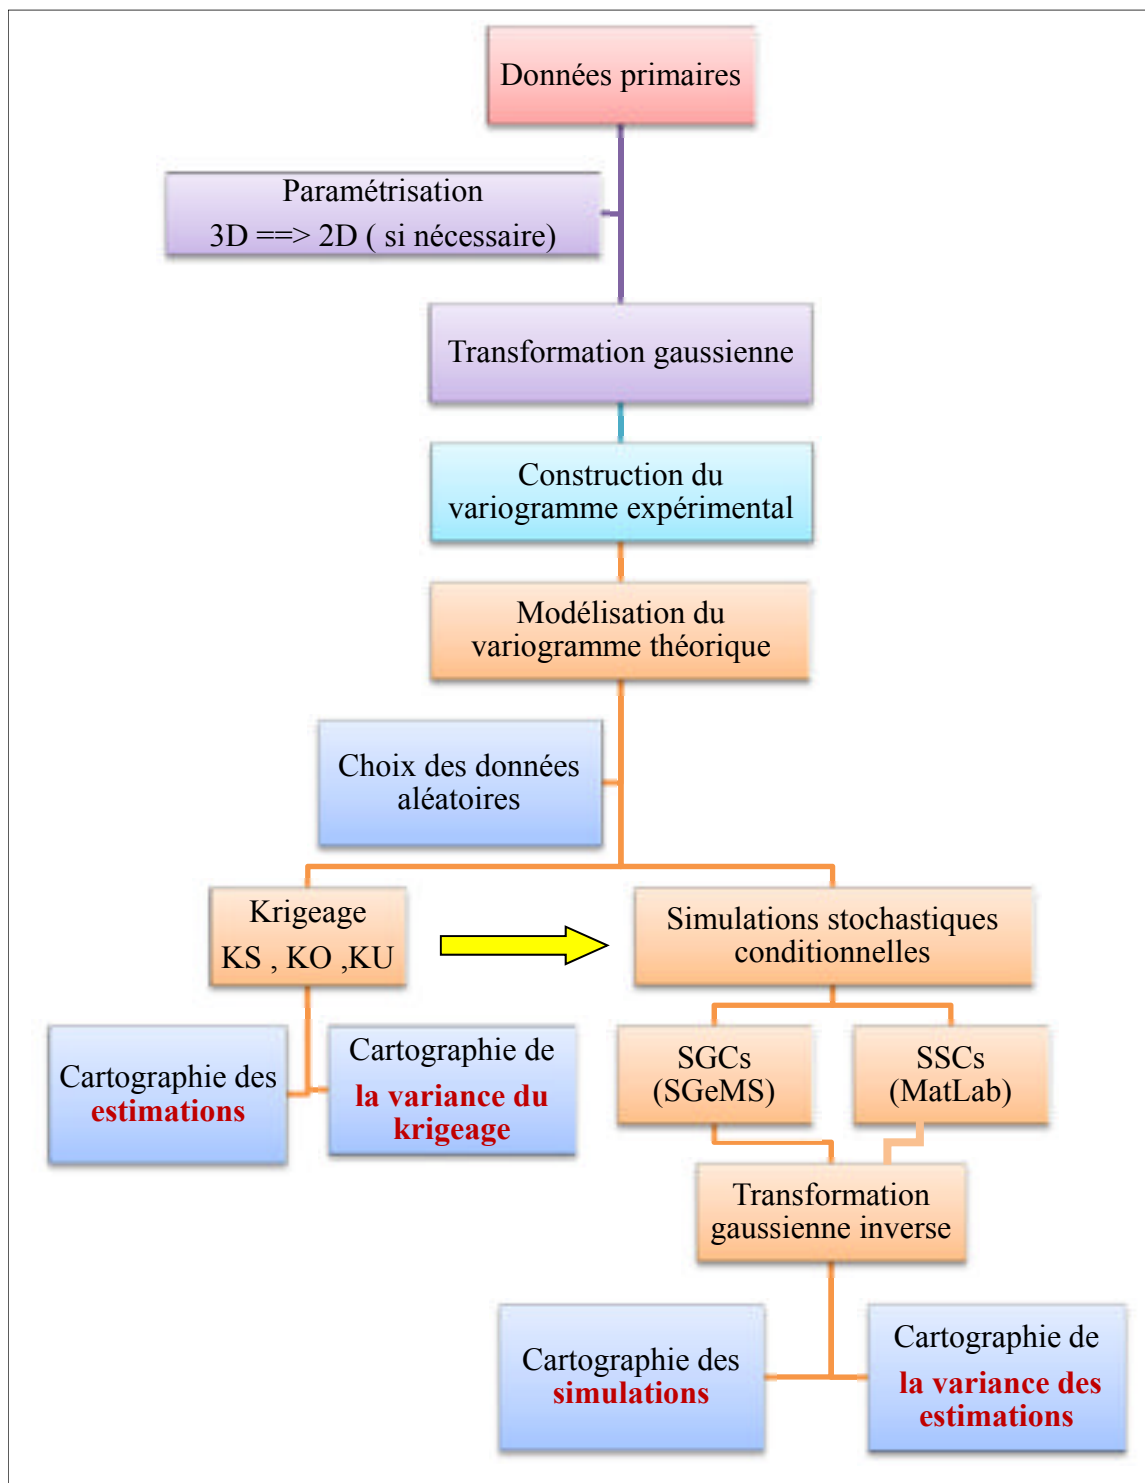 Données primaires
Paramétrisation
3D ==> 2D ( si nécessaire)
Transformation gaussienne
Construction du
variogramme expérimental
Modélisation du
variogramme théorique
Choix des données
aléatoires
Krigeage
KS , KO ,KU
Simulations stochastiques
conditionnelles
Cartographie des
estimations
Cartographie de
la variance du
krigeage
SGCs
(SGeMS)
SSCs
(MatLab)
Transformation
gaussienne inverse
Cartographie des
simulations
Cartographie de
la variance des
estimations